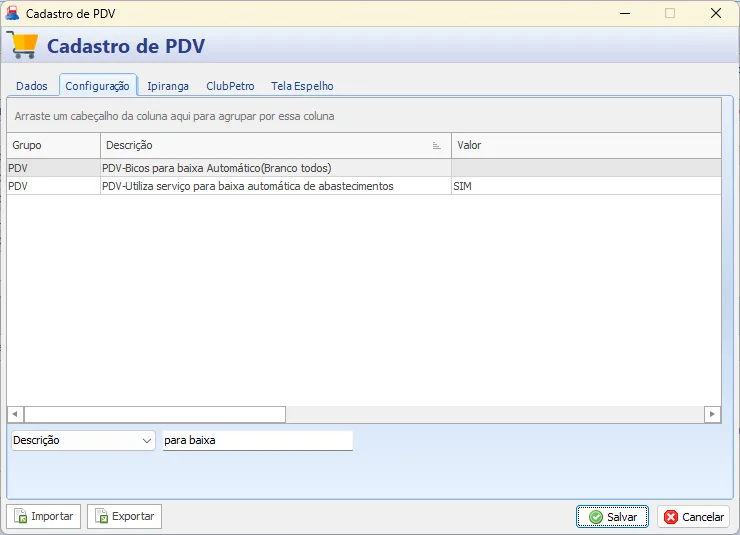 Cadastro de PDV
Cadastro de PDV
Dados Configuração Ipiranga ClubPetro Tela Espelho
Arraste um cabeçalho da coluna aqui para agrupar por essa coluna
Grupo Descrição Valor
PDV PDV-Bicos para baixa Automático(Branco todos)
PDV PDV-Utiliza serviço para baixa automática de abastecimentos SIM
Descrição para baixa
Importar Exportar Salvar Cancelar